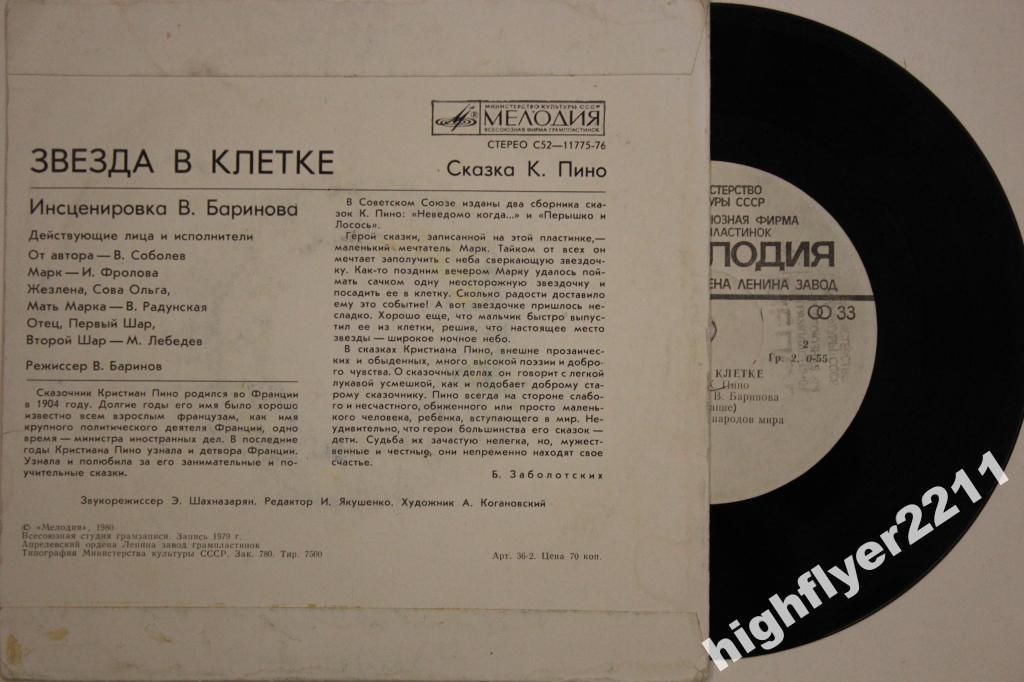 МИНИСТЕРСТВО КУЛЬТУРЫ СССР
МЕЛОДИЯ
ВСЕСОЮЗНАЯ ФИРМА ГРАМПЛАСТИНОК
СТЕРЕО С52—11775-76
ЗВЕЗДА В КЛЕТКЕ
Сказка К. Пино
Инсценировка В. Баринова
Действующие лица и исполнители
От автора — В. Соболев
Марк — И. Фролова
Жезлена, Сова Ольга,
Мать Марка — В. Радунская
Отец, Первый Шар,
Второй Шар — М. Лебедев
Режиссер В. Баринов
Сказочник Кристиан Пино родился во Франции
в 1904 году. Долгие годы его имя было хорошо
известно всем взрослым французам, как имя
крупного политического деятеля Франции, одно
время — министра иностранных дел. В последние
годы Кристиана Пино узнала и детвора Франции.
Узнала и полюбила за его занимательные и по-
учительные сказки.
В Советском Союзе изданы два сборника ска-
зок К. Пино: «Неведомо когда...» и «Перышко и
Лосось».
Герой сказки, записанной на этой пластинке,—
маленький мечтатель Марк. Тайком от всех он
мечтает заполучить с неба сверкающую звездоч-
ку. Как-то поздним вечером Марку удалось пой-
мать сачком одну неосторожную звездочку и
посадить ее в клетку. Сколько радости доставило
ему это событие! А вот звездочке пришлось не-
сладко. Хорошо еще, что мальчик быстро выпус-
тил ее из клетки, решив, что настоящее место
звезды — широкое ночное небо.
В сказках Кристиана Пино, внешне прозаичес-
ких и обыденных, много высокой поэзии и добро-
го чувства. О сказочных делах он говорит с легкой
лукавой усмешкой, как и подобает доброму ста-
рому сказочнику. Пино всегда на стороне слабо-
го и несчастного, обиженного или просто малень-
кого человека, ребёнка, вступающего в мир. Не-
удивительно, что герои большинства его сказок —
дети. Судьба их зачастую нелегка, но, мужест-
венные и честные, они непременно находят свое
счастье.
Б. Заболотских
Звукорежиссер Э. Шахназарян. Редактор И. Якушенко. Художник А. Когановский
© «Мелодия», 1980
Всесоюзная студия грамзаписи. Запись 1979 г.
Апрелевский ордена Ленина завод грампластинок
Типография Министерства культуры СССР. Зак. 780. Тир. 7500
Арт. 36-2. Цена 70 коп.
СТЕРСТВО
УРЫ СССР
ЗНАЯ ФИРМА
ПЛАСТИНОК
ЛОДИЯ
ЕНА ЛЕНИНА ЗАВОД
33
2
Гр. 2. 0-55
КЛЕТКЕ
Пино
В. Баринова
народов мира
highflyer2211